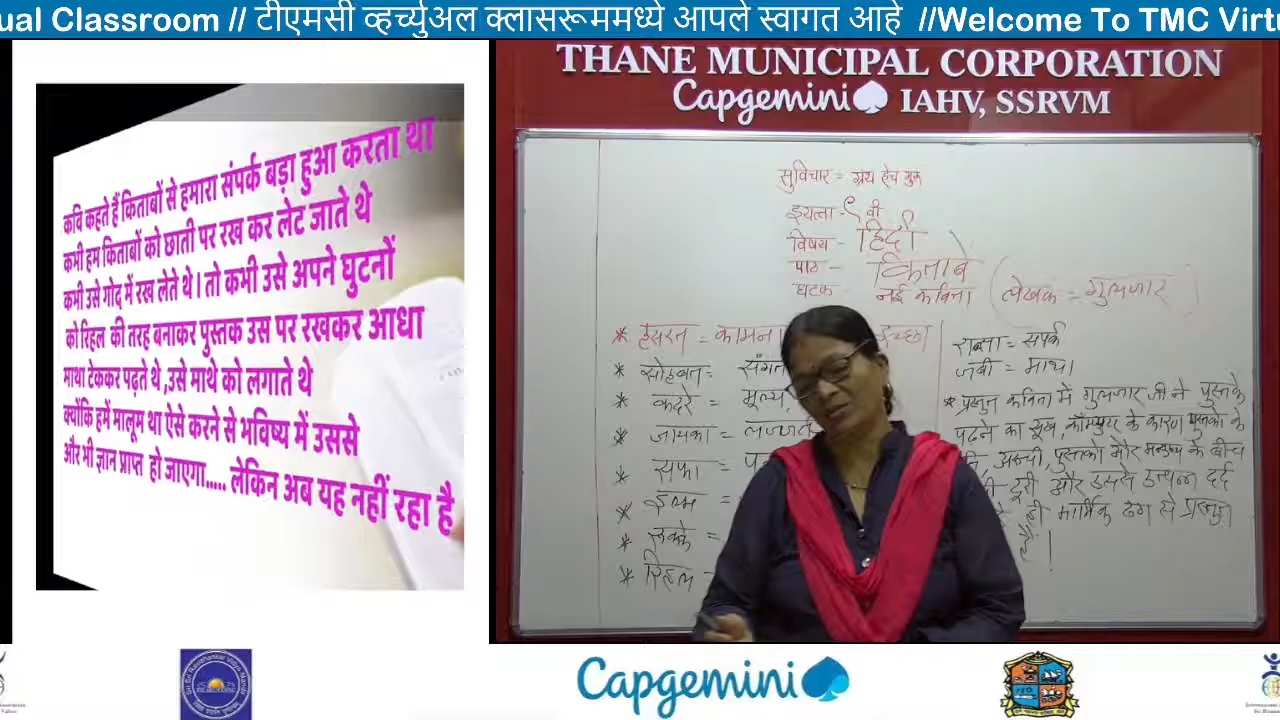 ual Classroom // टीएमसी व्हर्च्युअल क्लासरूममध्ये आपले स्वागत आहे //Welcome To TMC Virtu
कवि कहते हैं किताबों से हमारा संपर्क बड़ा हुआ करता था
कभी हम किताबों को छाती पर रख कर लेट जाते थे
कभी उसे गोद में रख लेते थे। तो कभी उसे अपने घुटनों
को रिहल की तरह बनाकर पुस्तक उस पर रखकर आधा
माथा टेककर पढ़ते थे ,उसे माथे को लगाते थे
क्योंकि हमें मालूम था ऐसे करने से भविष्य में उससे
और भी ज्ञान प्राप्त हो जाएगा..... लेकिन अब यह नहीं रहा है
THANE MUNICIPAL CORPORATION
Capgemini IAHV, SSRVM
सुविचार = ग्रंथ हेच गुरू
इयत्ता - ९ वी
विषय - हिंदी
पाठ - किताबें
घटक - नई कविता (लेखक = गुलजार)
* हसरत = कामना इच्छा
* सोहबत = संगत
* कदरे = मूल्य,
* जायका = लज्जत
* सफा =
* इल्म =
* रुक्के =
* रिहल -
राब्ता = संपर्क
जबी = माथा
* प्रस्तुत कविता में गुलजार जी ने पुस्तके
पढने का सुख, कॉम्प्युटर के कारण पुस्तको के
पुस्तको और मनुष्य के बीच
दूरी और उससे उत्पन्न दर्द
ही मार्मिक ढंग से प्रस्तुत
है।
Capgemini